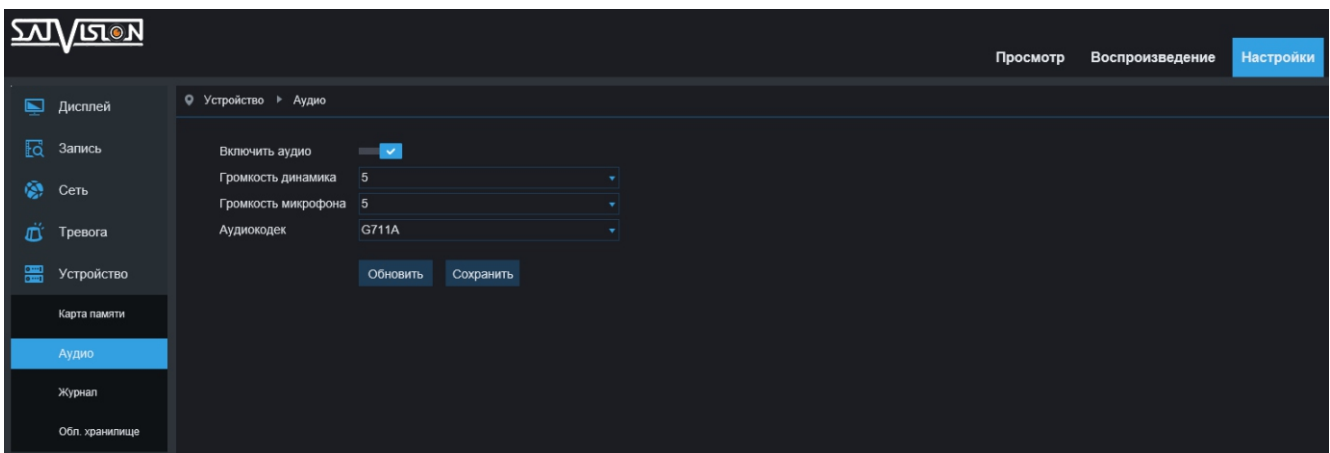 SATVISION
Просмотр Воспроизведение Настройки
Дисплей
Устройство Аудио
Запись
Включить аудио
Громкость динамика 5
Сеть
Громкость микрофона 5
Тревога
Аудиокодек G711A
Устройство
Обновить Сохранить
Карта памяти
Аудио
Журнал
Обл. хранилище